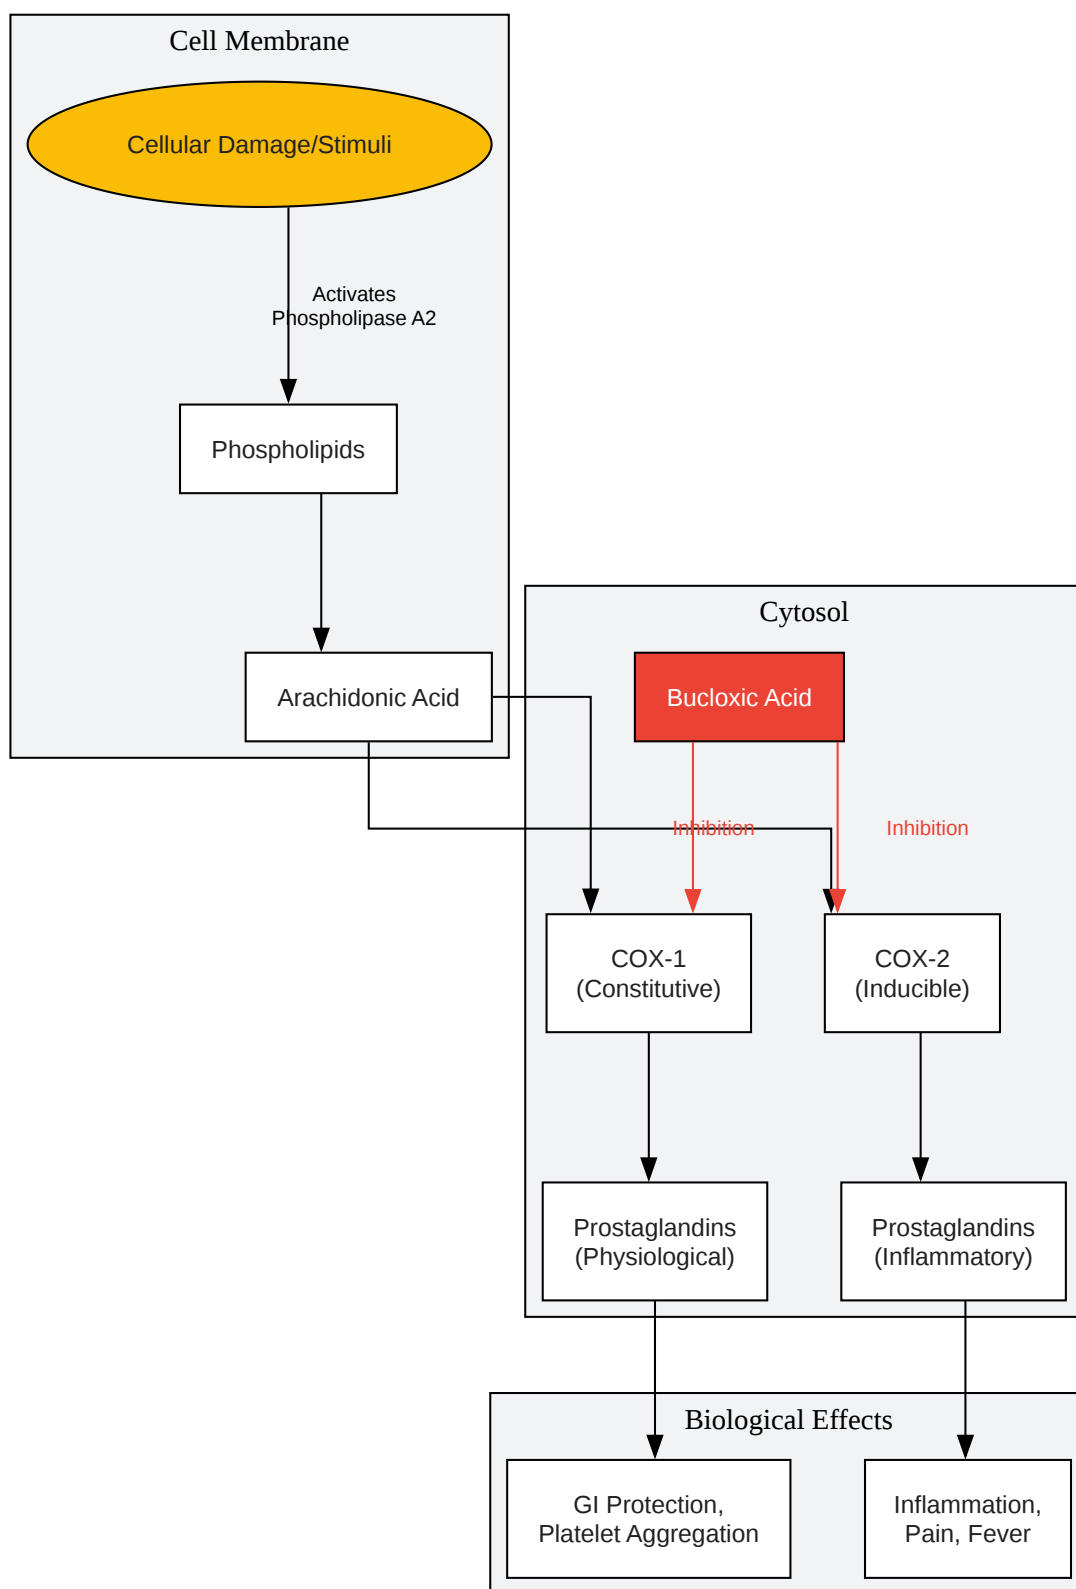 Cell Membrane
Cellular Damage/Stimuli
Activates
Phospholipase A2
Phospholipids
Arachidonic Acid
Cytosol
Bucloxic Acid
Inhibition
Inhibition
COX-1
(Constitutive)
COX-2
(Inducible)
Prostaglandins
(Physiological)
Prostaglandins
(Inflammatory)
Biological Effects
GI Protection,
Platelet Aggregation
Inflammation,
Pain, Fever